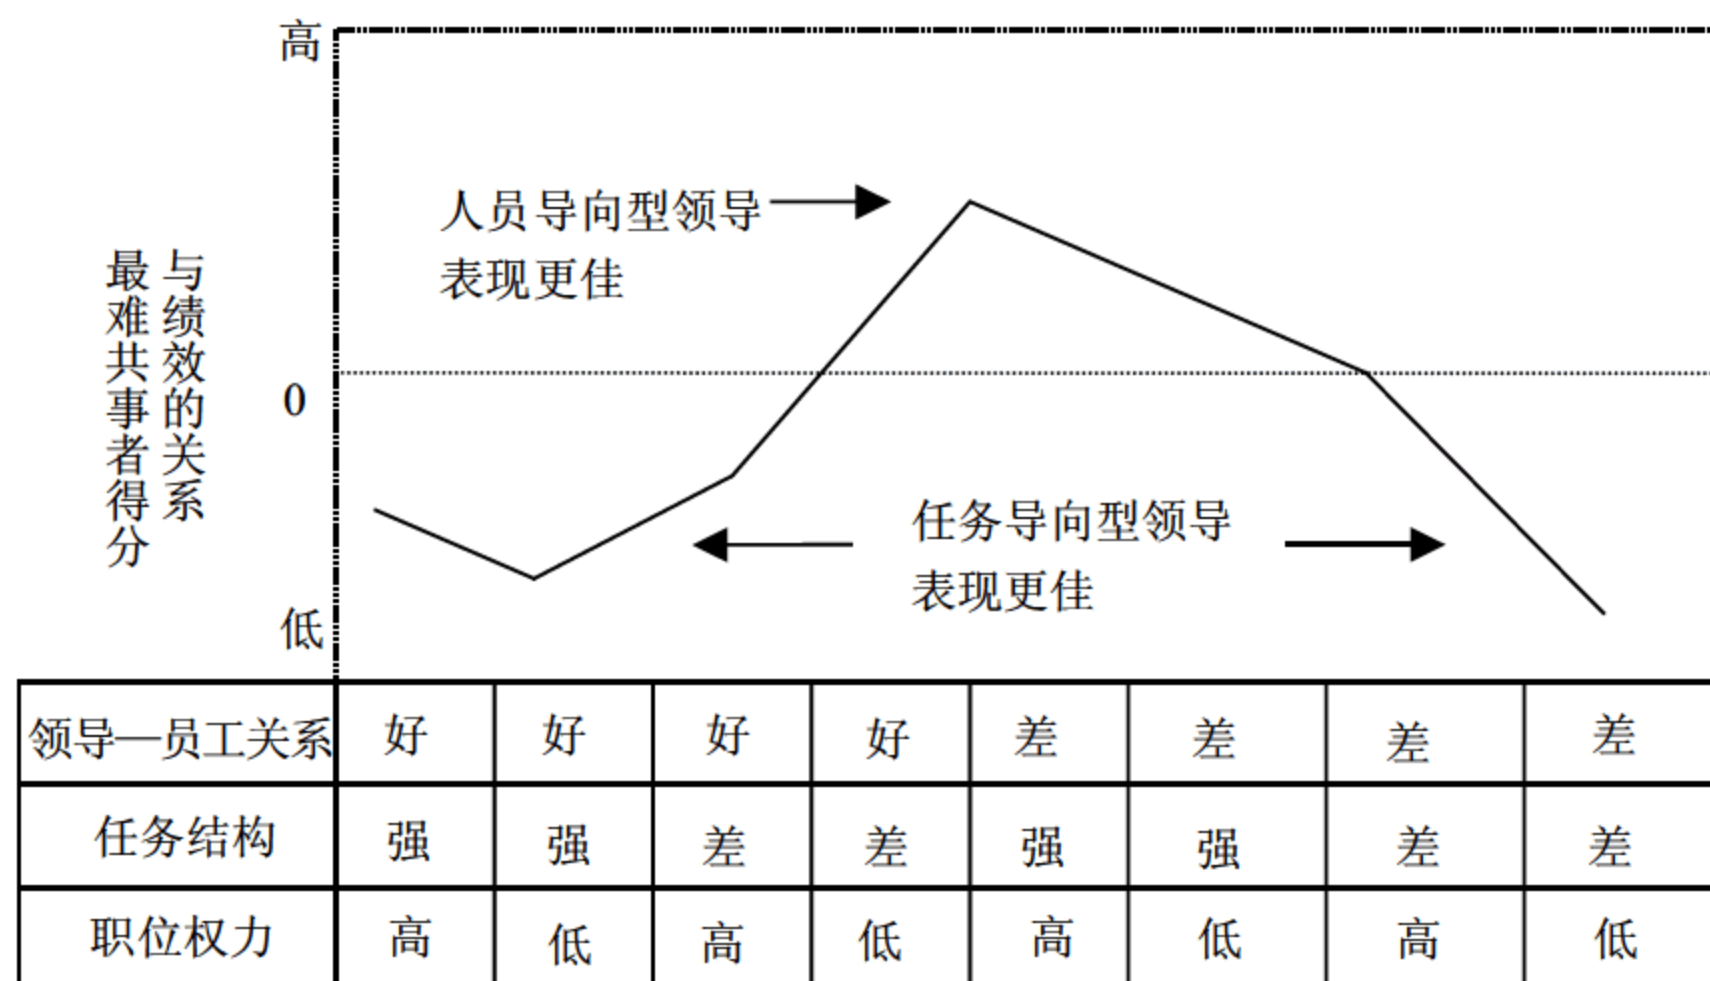 高
人员导向型领导
表现更佳
最难共事者得分
与绩效的关系
0
任务导向型领导
表现更佳
低
领导—员工关系 好 好 好 好 差 差 差 差
任务结构 强 强 差 差 强 强 差 差
职位权力 高 低 高 低 高 低 高 低